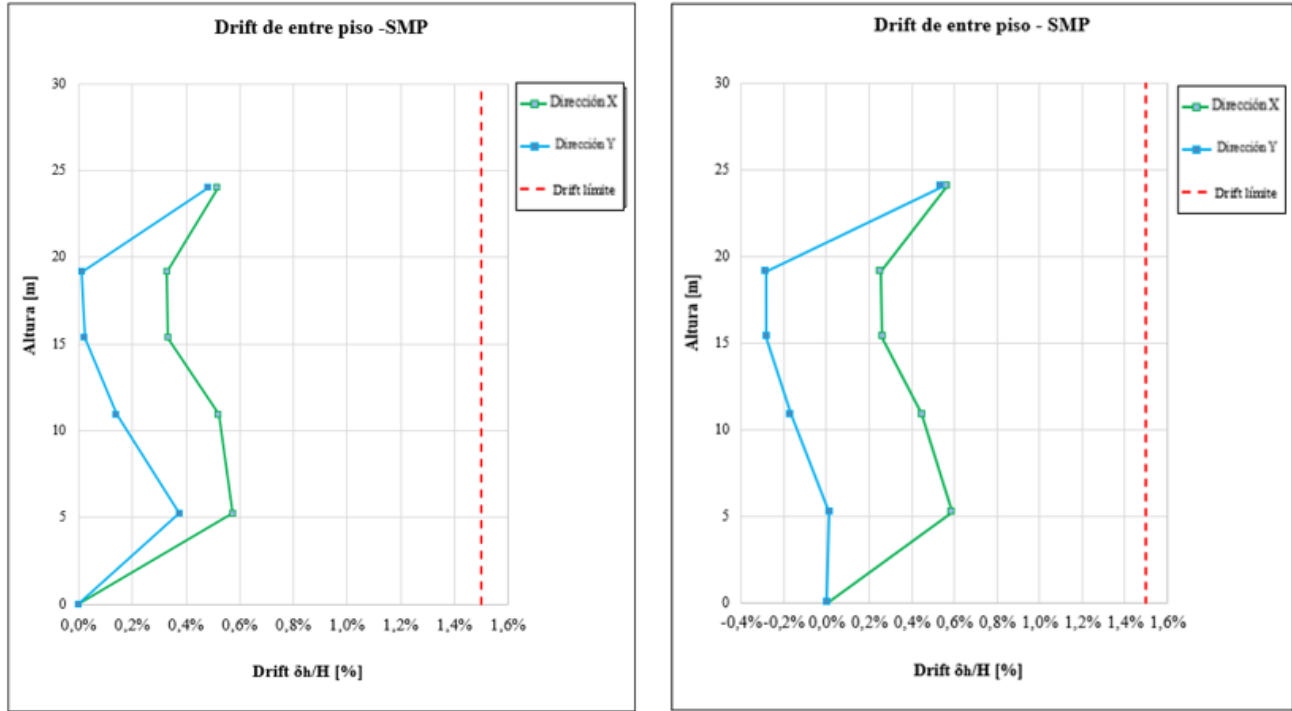 Drift de entre piso -SMP
30
25
20
15
10
5
0
Altura [m]
0,0% 0,2% 0,4% 0,6% 0,8% 1,0% 1,2% 1,4% 1,6%
Drift δh/H [%]
Dirección X
Dirección Y
Drift límite
Drift de entre piso - SMP
30
25
20
15
10
5
0
Altura [m]
-0,4% -0,2% 0,0% 0,2% 0,4% 0,6% 0,8% 1,0% 1,2% 1,4% 1,6%
Drift δh/H [%]
Dirección X
Dirección Y
Drift límite